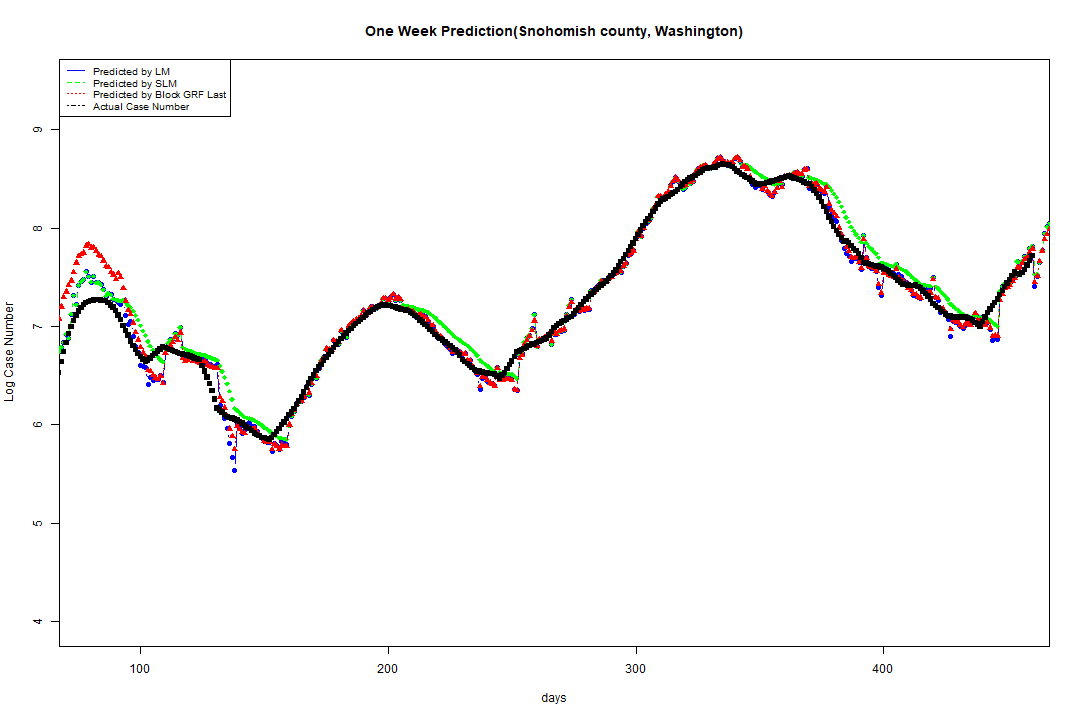 One Week Prediction(Snohomish county, Washington)
Predicted by LM
Predicted by SLM
Predicted by Block GRF Last
Actual Case Number
9
8
7
6
5
4
Log Case Number
100
200
300
400
days